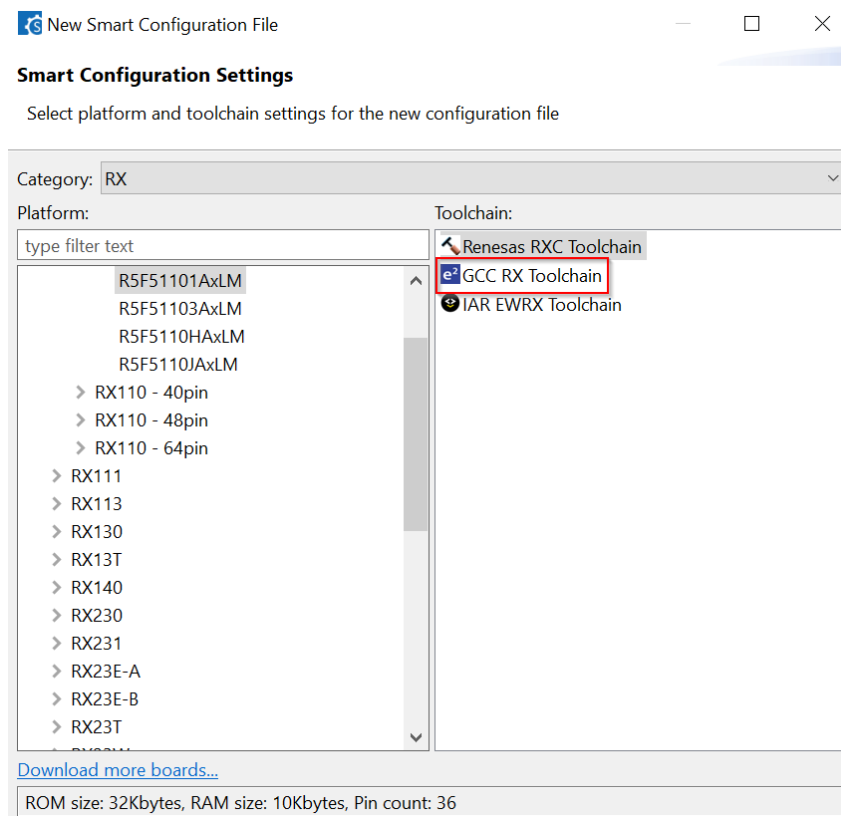 New Smart Configuration File
Smart Configuration Settings
Select platform and toolchain settings for the new configuration file
Category: RX
Platform:
Toolchain:
type filter text
R5F51101AxLM
R5F51103AxLM
R5F5110HAxLM
R5F5110JAxLM
RX110 - 40pin
RX110 - 48pin
RX110 - 64pin
RX111
RX113
RX130
RX13T
RX140
RX230
RX231
RX23E-A
RX23E-B
RX23T
Renesas RXC Toolchain
e² GCC RX Toolchain
IAR EWRX Toolchain
Download more boards...
ROM size: 32Kbytes, RAM size: 10Kbytes, Pin count: 36